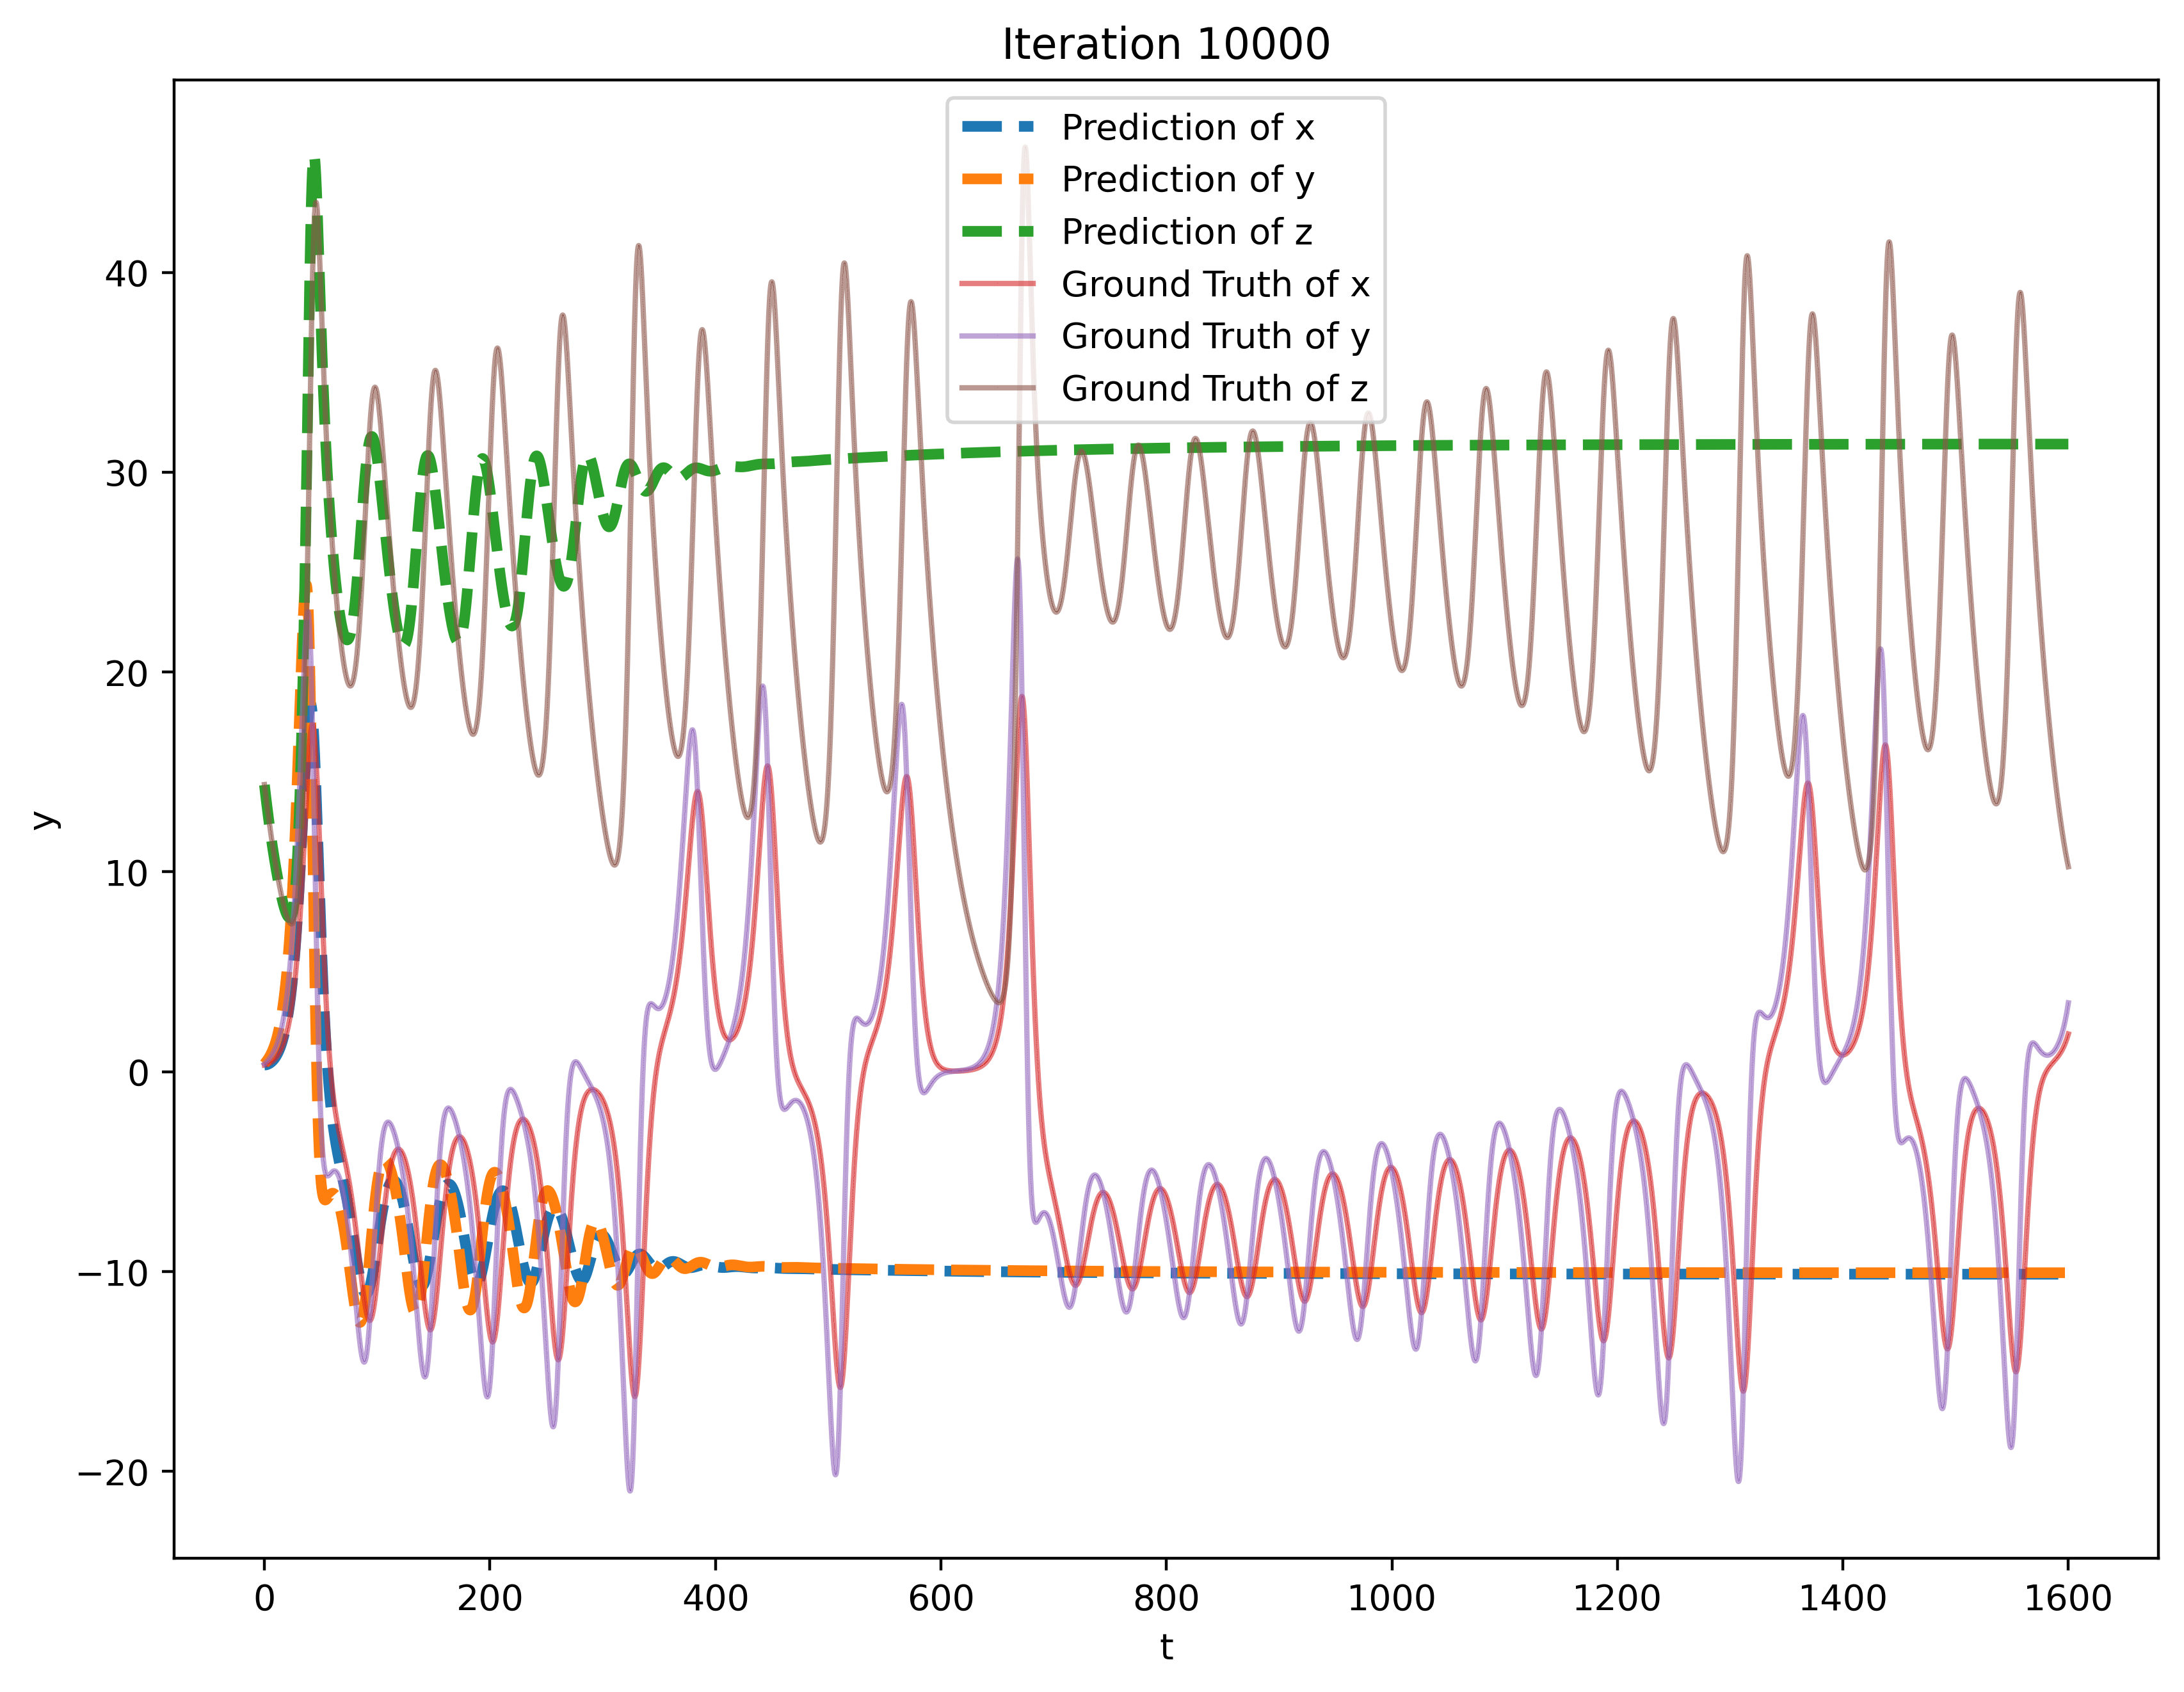 Iteration 10000
Prediction of x
Prediction of y
Prediction of z
Ground Truth of x
Ground Truth of y
Ground Truth of z
40
30
20
10
0
−10
−20
y
0 200 400 600 800 1000 1200 1400 1600
t